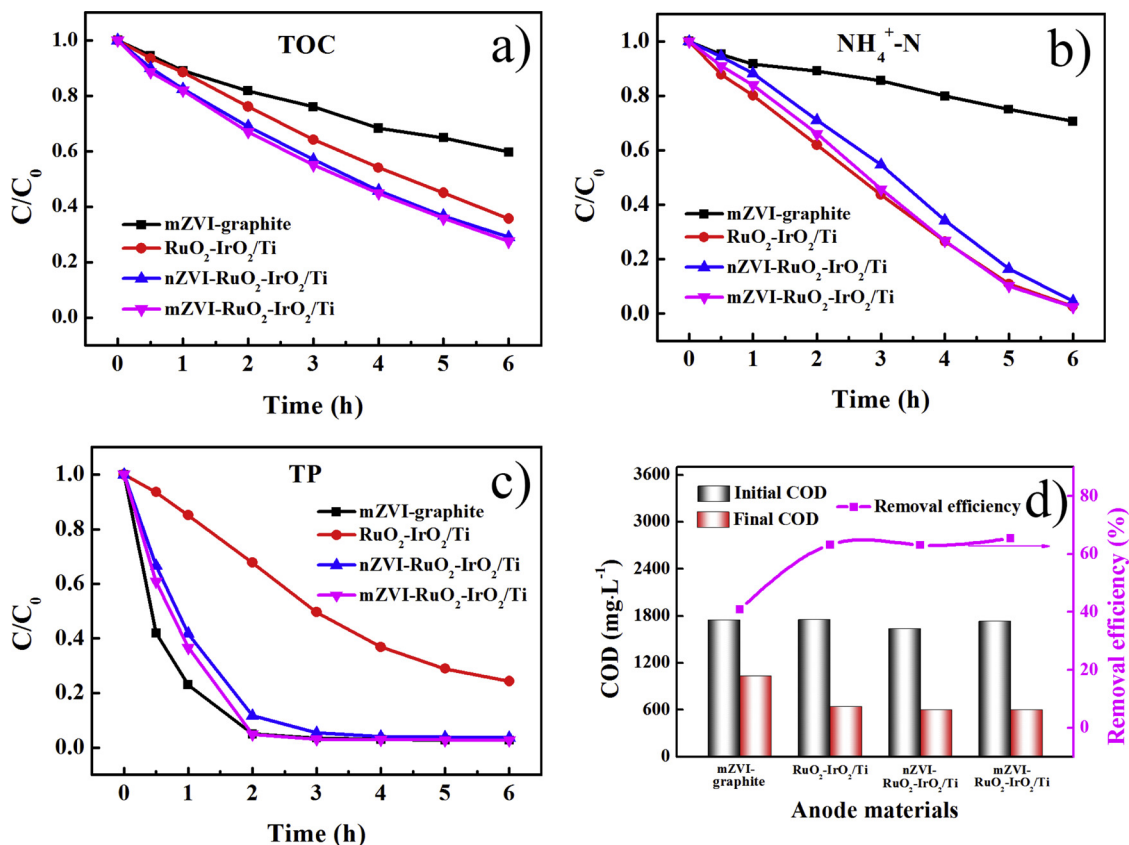 a)
TOC
1.0
0.8
0.6
0.4
0.2
0.0
C/C₀
mZVI-graphite
RuO₂-IrO₂/Ti
nZVI-RuO₂-IrO₂/Ti
mZVI-RuO₂-IrO₂/Ti
0 1 2 3 4 5 6
Time (h)
b)
NH₄⁺-N
1.0
0.8
0.6
0.4
0.2
0.0
C/C₀
mZVI-graphite
RuO₂-IrO₂/Ti
nZVI-RuO₂-IrO₂/Ti
mZVI-RuO₂-IrO₂/Ti
0 1 2 3 4 5 6
Time (h)
c)
TP
1.0
0.8
0.6
0.4
0.2
0.0
C/C₀
mZVI-graphite
RuO₂-IrO₂/Ti
nZVI-RuO₂-IrO₂/Ti
mZVI-RuO₂-IrO₂/Ti
0 1 2 3 4 5 6
Time (h)
d)
3600
3000
2400
1800
1200
600
0
COD (mg·L⁻¹)
Initial COD
Final COD
Removal efficiency
80
60
40
20
0
Removal efficiency (%)
mZVI-
graphite
RuO₂-IrO₂/Ti
nZVI-
RuO₂-IrO₂/Ti
mZVI-
RuO₂-IrO₂/Ti
Anode materials